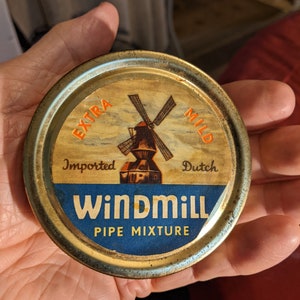 EXTRA MILD
Imported Dutch
WiNDMiLL
PIPE MIXTURE